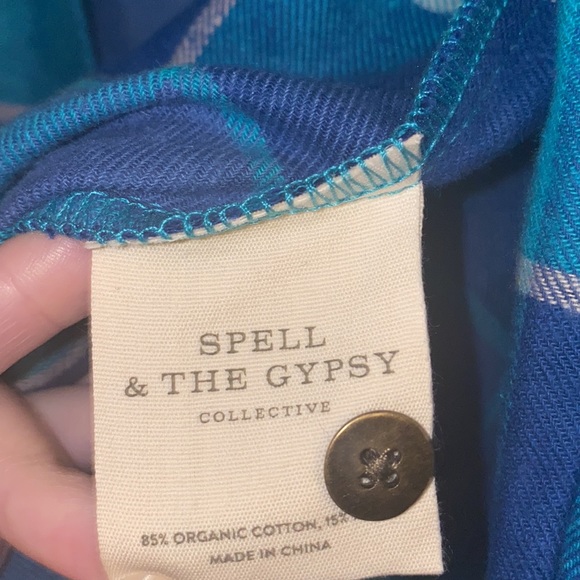 SPELL
& THE GYPSY
COLLECTIVE
85% ORGANIC COTTON, 15%
MADE IN CHINA